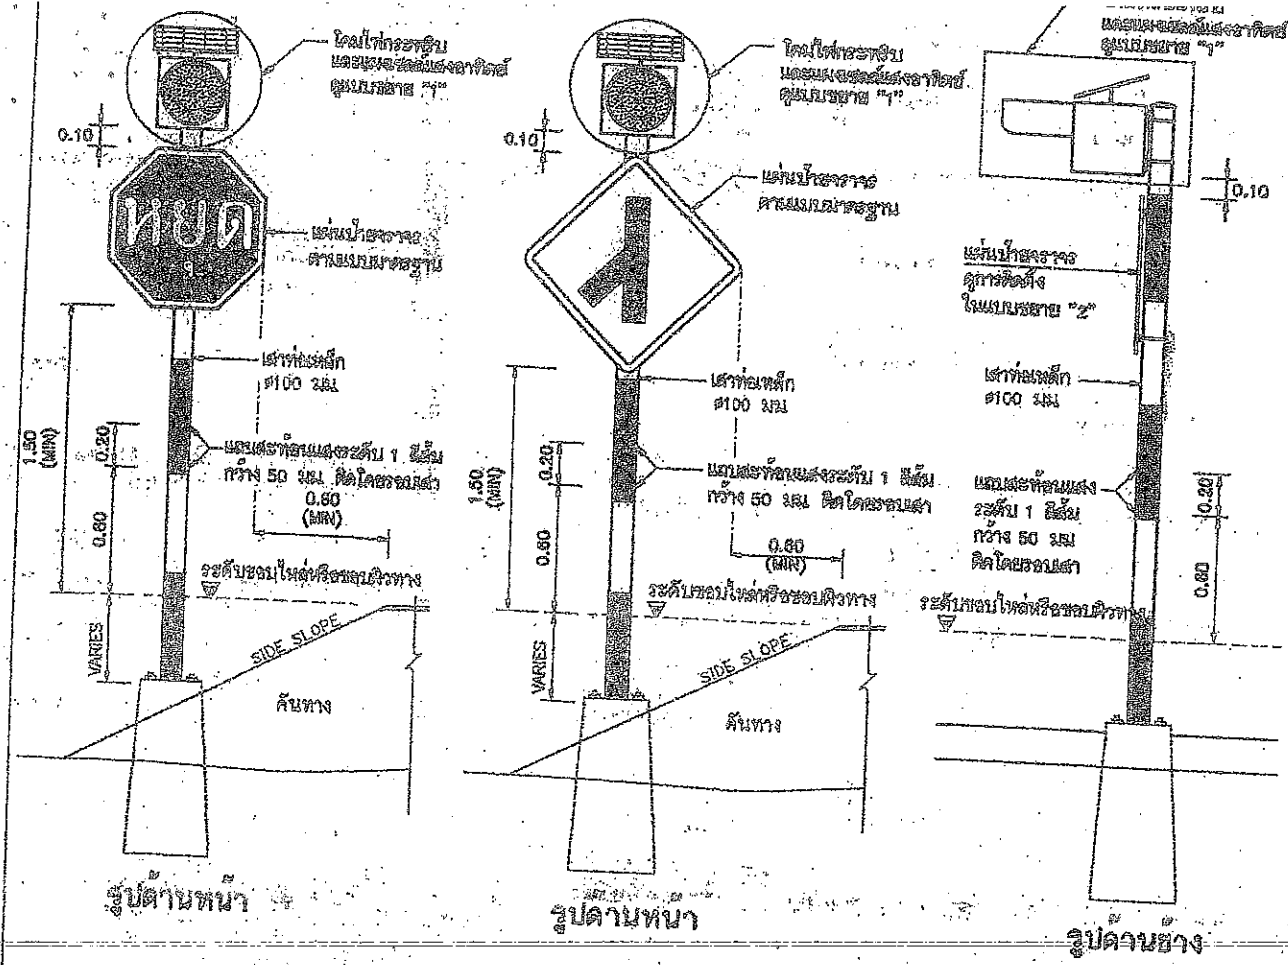 โคมไฟกระพริบ
และแผงเซลล์แสงอาทิตย์
ดูแบบขยาย "1"
0.10
หยุด
แผ่นป้ายจราจร
ตามแบบมาตรฐาน
เสาท่อเหล็ก
ø100 มม
1.50
(MIN)
0.20
แถบสะท้อนแสงระดับ 1 สีส้ม
กว้าง 50 มม ติดโดยรอบเสา
0.60
(MIN)
0.60
ระดับขอบไหล่หรือขอบผิวทาง
VARIES
SIDE SLOPE
คันทาง
รูปด้านหน้า
โคมไฟกระพริบ
และแผงเซลล์แสงอาทิตย์
ดูแบบขยาย "1"
0.10
แผ่นป้ายจราจร
ตามแบบมาตรฐาน
เสาท่อเหล็ก
ø100 มม
1.50
(MIN)
0.20
แถบสะท้อนแสงระดับ 1 สีส้ม
กว้าง 50 มม ติดโดยรอบเสา
0.60
(MIN)
0.60
ระดับขอบไหล่หรือขอบผิวทาง
VARIES
SIDE SLOPE
คันทาง
รูปด้านหน้า
และแผงเซลล์แสงอาทิตย์
ดูแบบขยาย "1"
0.10
แผ่นป้ายจราจร
ดูการติดตั้ง
ในแบบขยาย "2"
เสาท่อเหล็ก
ø100 มม
แถบสะท้อนแสง
ระดับ 1 สีส้ม
กว้าง 50 มม
ติดโดยรอบเสา
0.20
0.60
ระดับขอบไหล่หรือขอบผิวทาง
รูปด้านข้าง